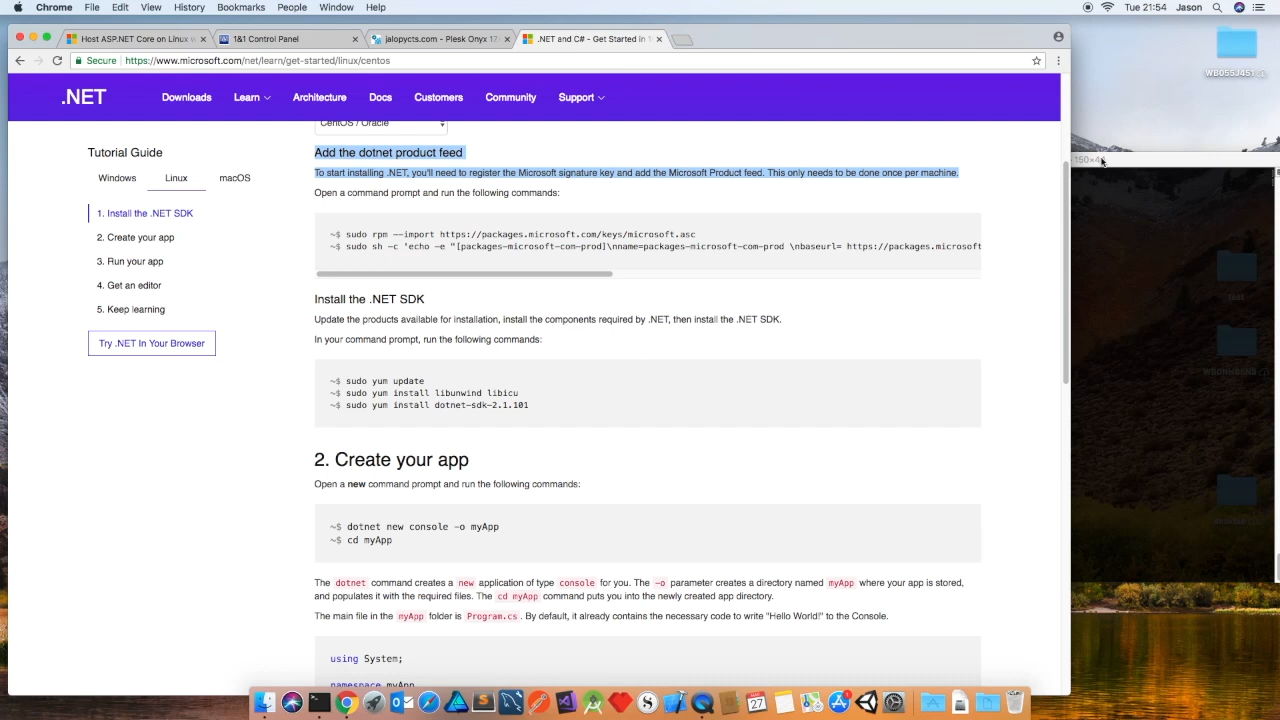 Chrome File Edit View History Bookmarks People Window Help Tue 21:54 Jason
Host ASP.NET Core on Linux w 1&1 Control Panel jalopycts.com - Plesk Onyx 17 .NET and C# - Get Started in 1
Secure https://www.microsoft.com/net/learn/get-started/linux/centos
WB055J451
.NET Downloads Learn Architecture Docs Customers Community Support
CentOS / Oracle
Tutorial Guide
Windows Linux macOS
1. Install the .NET SDK
2. Create your app
3. Run your app
4. Get an editor
5. Keep learning
Try .NET In Your Browser
Add the dotnet product feed
To start installing .NET, you'll need to register the Microsoft signature key and add the Microsoft Product feed. This only needs to be done once per machine.
Open a command prompt and run the following commands:
~$ sudo rpm --import https://packages.microsoft.com/keys/microsoft.asc
~$ sudo sh -c 'echo -e "[packages-microsoft-com-prod]\nname=packages-microsoft-com-prod \nbaseurl= https://packages.microsoft
Install the .NET SDK
Update the products available for installation, install the components required by .NET, then install the .NET SDK.
In your command prompt, run the following commands:
~$ sudo yum update
~$ sudo yum install libunwind libicu
~$ sudo yum install dotnet-sdk-2.1.101
2. Create your app
Open a new command prompt and run the following commands:
~$ dotnet new console -o myApp
~$ cd myApp
The dotnet command creates a new application of type console for you. The -o parameter creates a directory named myApp where your app is stored,
and populates it with the required files. The cd myApp command puts you into the newly created app directory.
The main file in the myApp folder is Program.cs. By default, it already contains the necessary code to write "Hello World!" to the Console.
using System;
namespace myApp
27